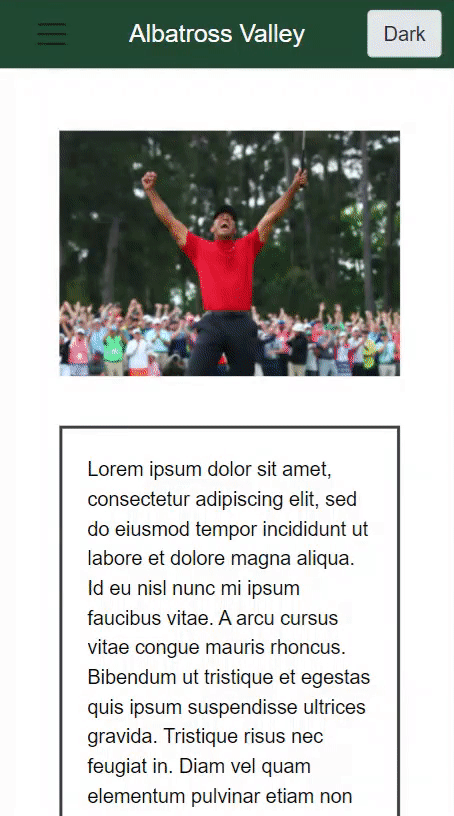 Albatross Valley
Dark
Lorem ipsum dolor sit amet,
consectetur adipiscing elit, sed
do eiusmod tempor incididunt ut
labore et dolore magna aliqua.
Id eu nisl nunc mi ipsum
faucibus vitae. A arcu cursus
vitae congue mauris rhoncus.
Bibendum ut tristique et egestas
quis ipsum suspendisse ultrices
gravida. Tristique risus nec
feugiat in. Diam vel quam
elementum pulvinar etiam non